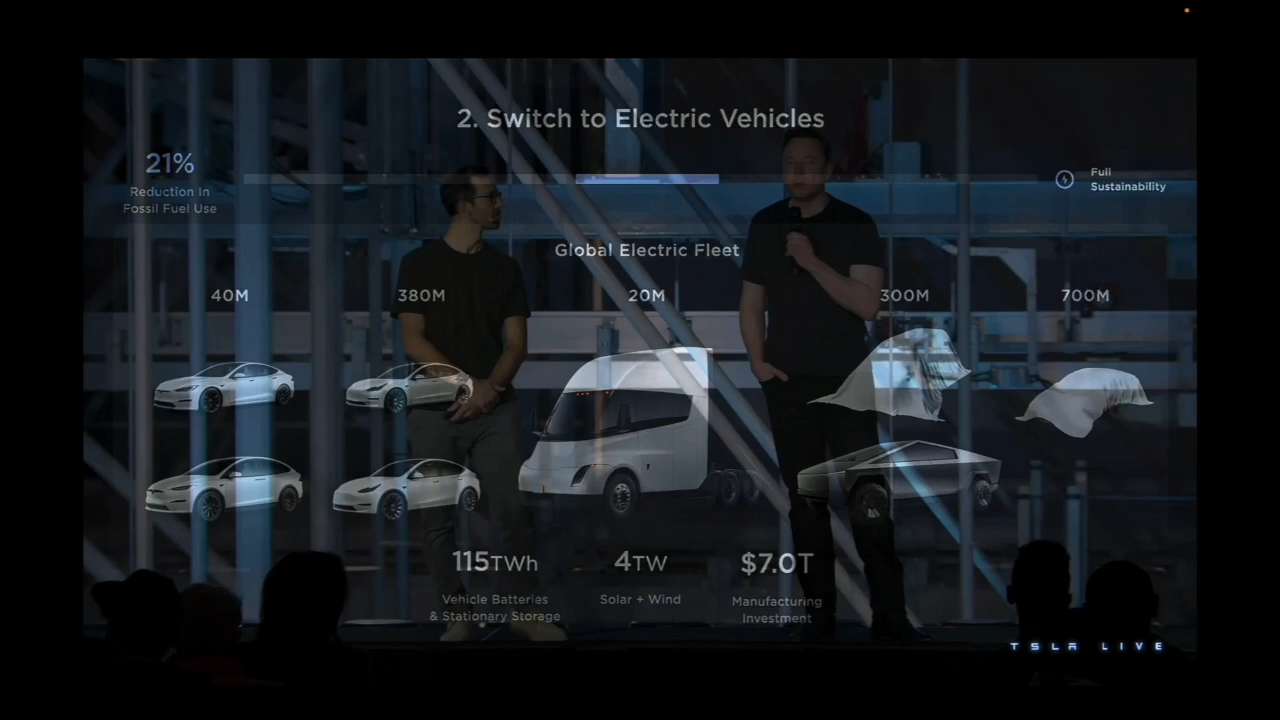 2. Switch to Electric Vehicles
21%
Reduction In
Fossil Fuel Use
Full
Sustainability
Global Electric Fleet
40M 380M 20M 300M 700M
115TWh 4TW $7.0T
Vehicle Batteries
& Stationary Storage
Solar + Wind
Manufacturing
Investment
TSLA LIVE